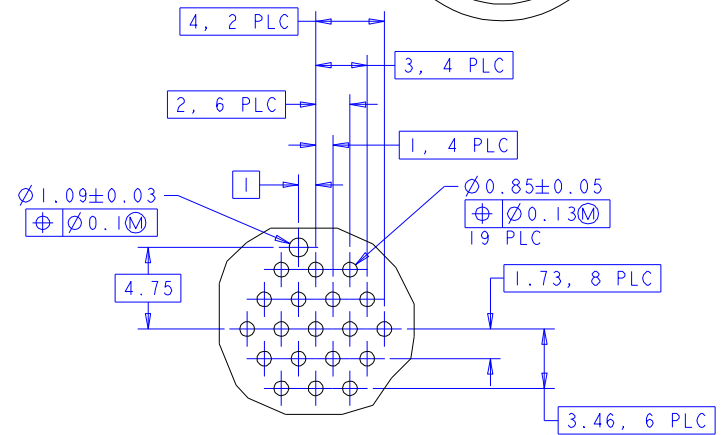 4, 2 PLC
3, 4 PLC
2, 6 PLC
1, 4 PLC
1
Ø1.09±0.03
⌖ Ø0.1Ⓜ
Ø0.85±0.05
⌖ Ø0.13Ⓜ
19 PLC
4.75
1.73, 8 PLC
3.46, 6 PLC